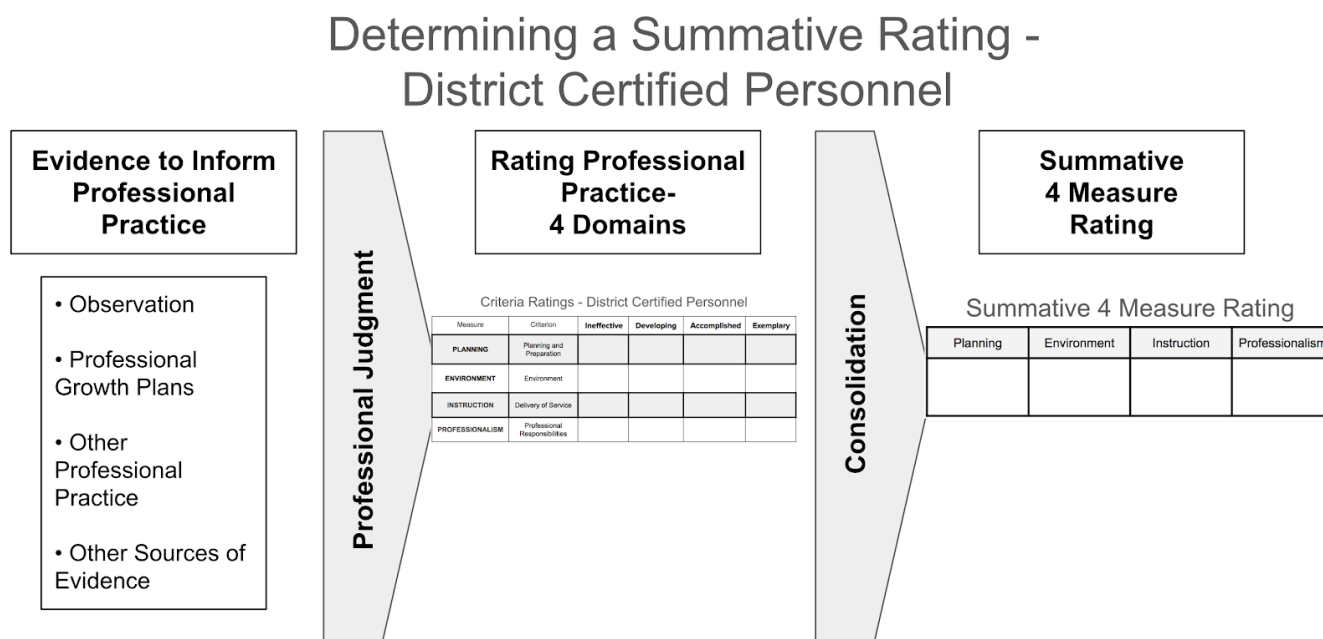 Determining a Summative Rating -
District Certified Personnel
Evidence to Inform
Professional
Practice
• Observation
• Professional
Growth Plans
• Other
Professional
Practice
• Other Sources of
Evidence
Professional Judgment
Rating Professional
Practice-
4 Domains
Criteria Ratings - District Certified Personnel
Measure Criterion Ineffective Developing Accomplished Exemplary
PLANNING Planning and
Preparation
ENVIRONMENT Environment
INSTRUCTION Delivery of Service
PROFESSIONALISM Professional
Responsibilities
Consolidation
Summative
4 Measure
Rating
Summative 4 Measure Rating
Planning Environment Instruction Professionalism